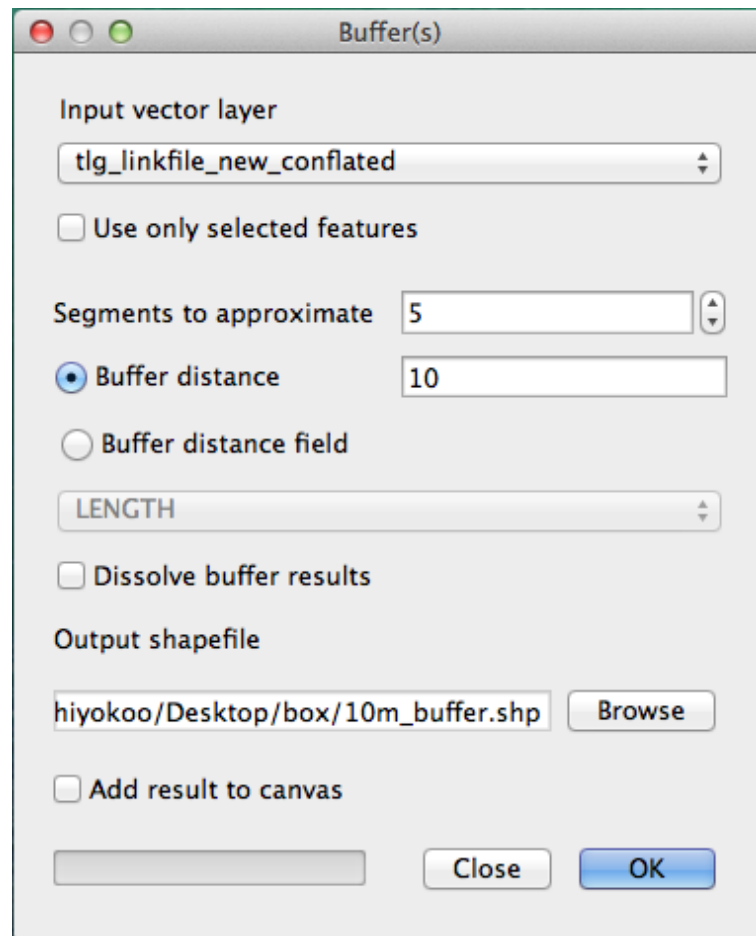 Buffer(s)
Input vector layer
tlg_linkfile_new_conflated
Use only selected features
Segments to approximate 5
Buffer distance 10
Buffer distance field
LENGTH
Dissolve buffer results
Output shapefile
hiyokoo/Desktop/box/10m_buffer.shp Browse
Add result to canvas
Close OK